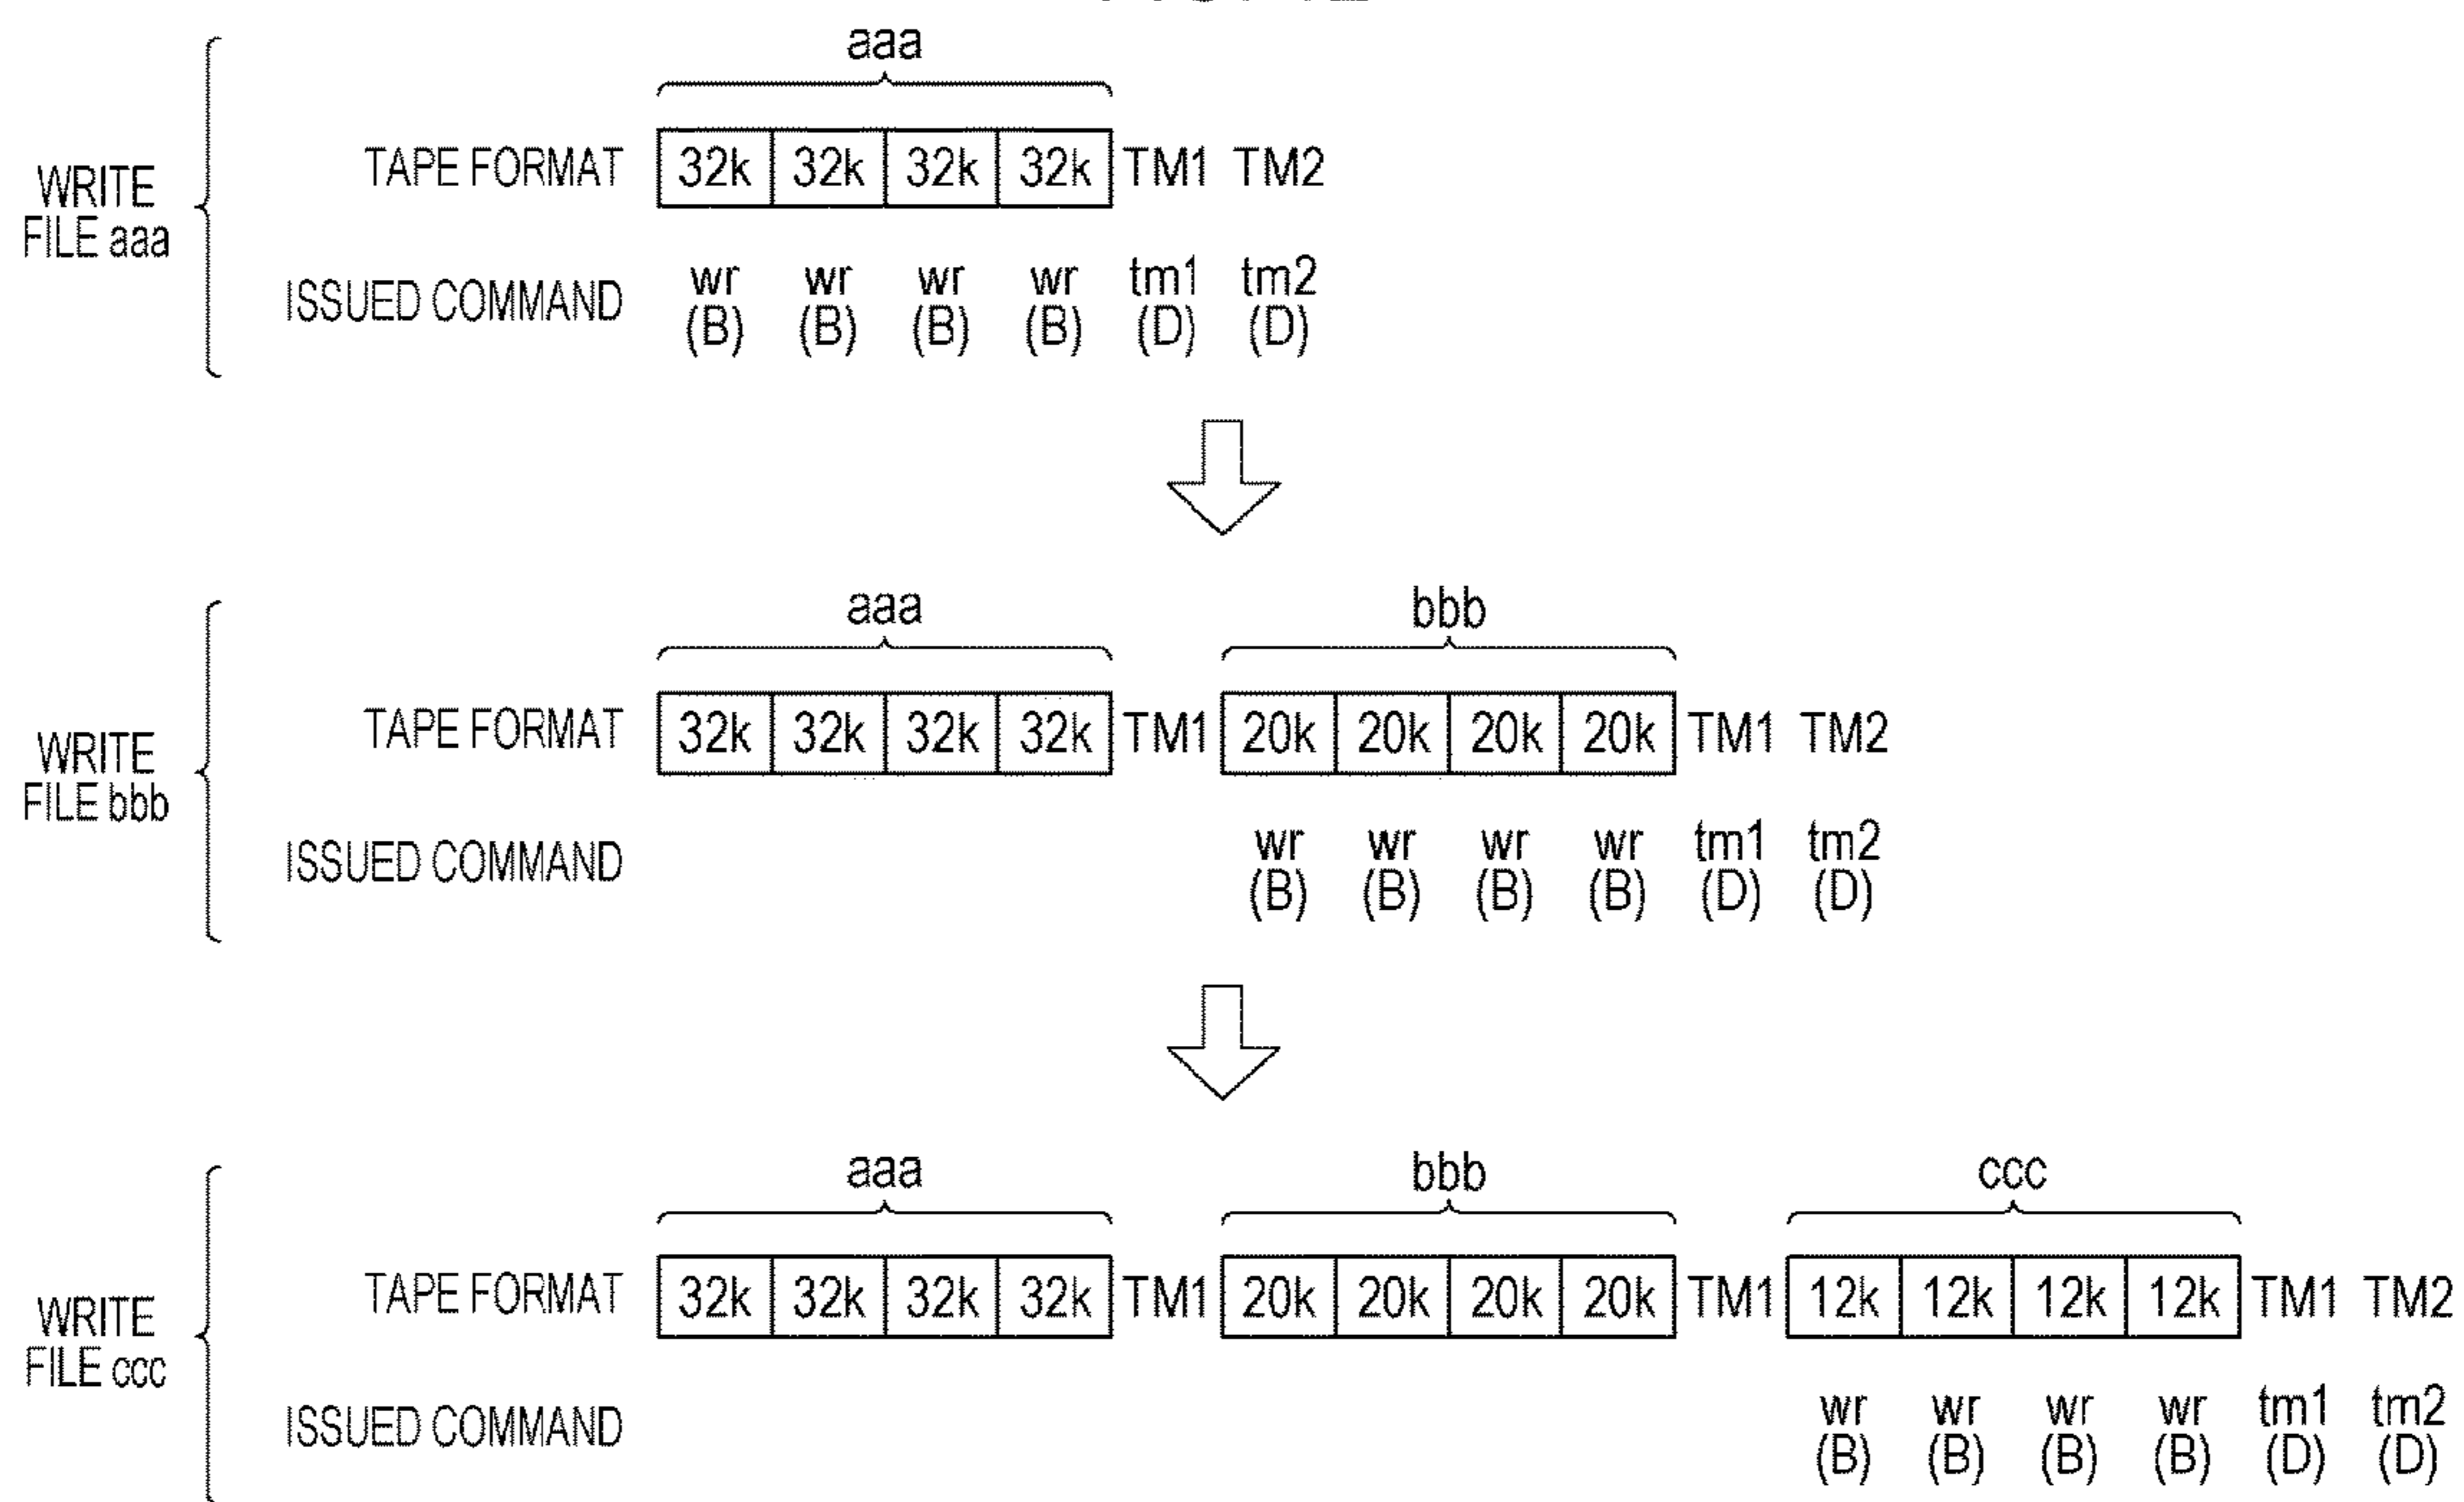 aaa
TAPE FORMAT 32k 32k 32k 32k TM1 TM2
WRITE
FILE aaa
ISSUED COMMAND wr wr wr wr tm1 tm2
(B) (B) (B) (B) (D) (D)
aaa bbb
TAPE FORMAT 32k 32k 32k 32k TM1 20k 20k 20k 20k TM1 TM2
WRITE
FILE bbb
ISSUED COMMAND wr wr wr wr tm1 tm2
(B) (B) (B) (B) (D) (D)
aaa bbb ccc
TAPE FORMAT 32k 32k 32k 32k TM1 20k 20k 20k 20k TM1 12k 12k 12k 12k TM1 TM2
WRITE
FILE ccc
ISSUED COMMAND wr wr wr wr tm1 tm2
(B) (B) (B) (B) (D) (D)